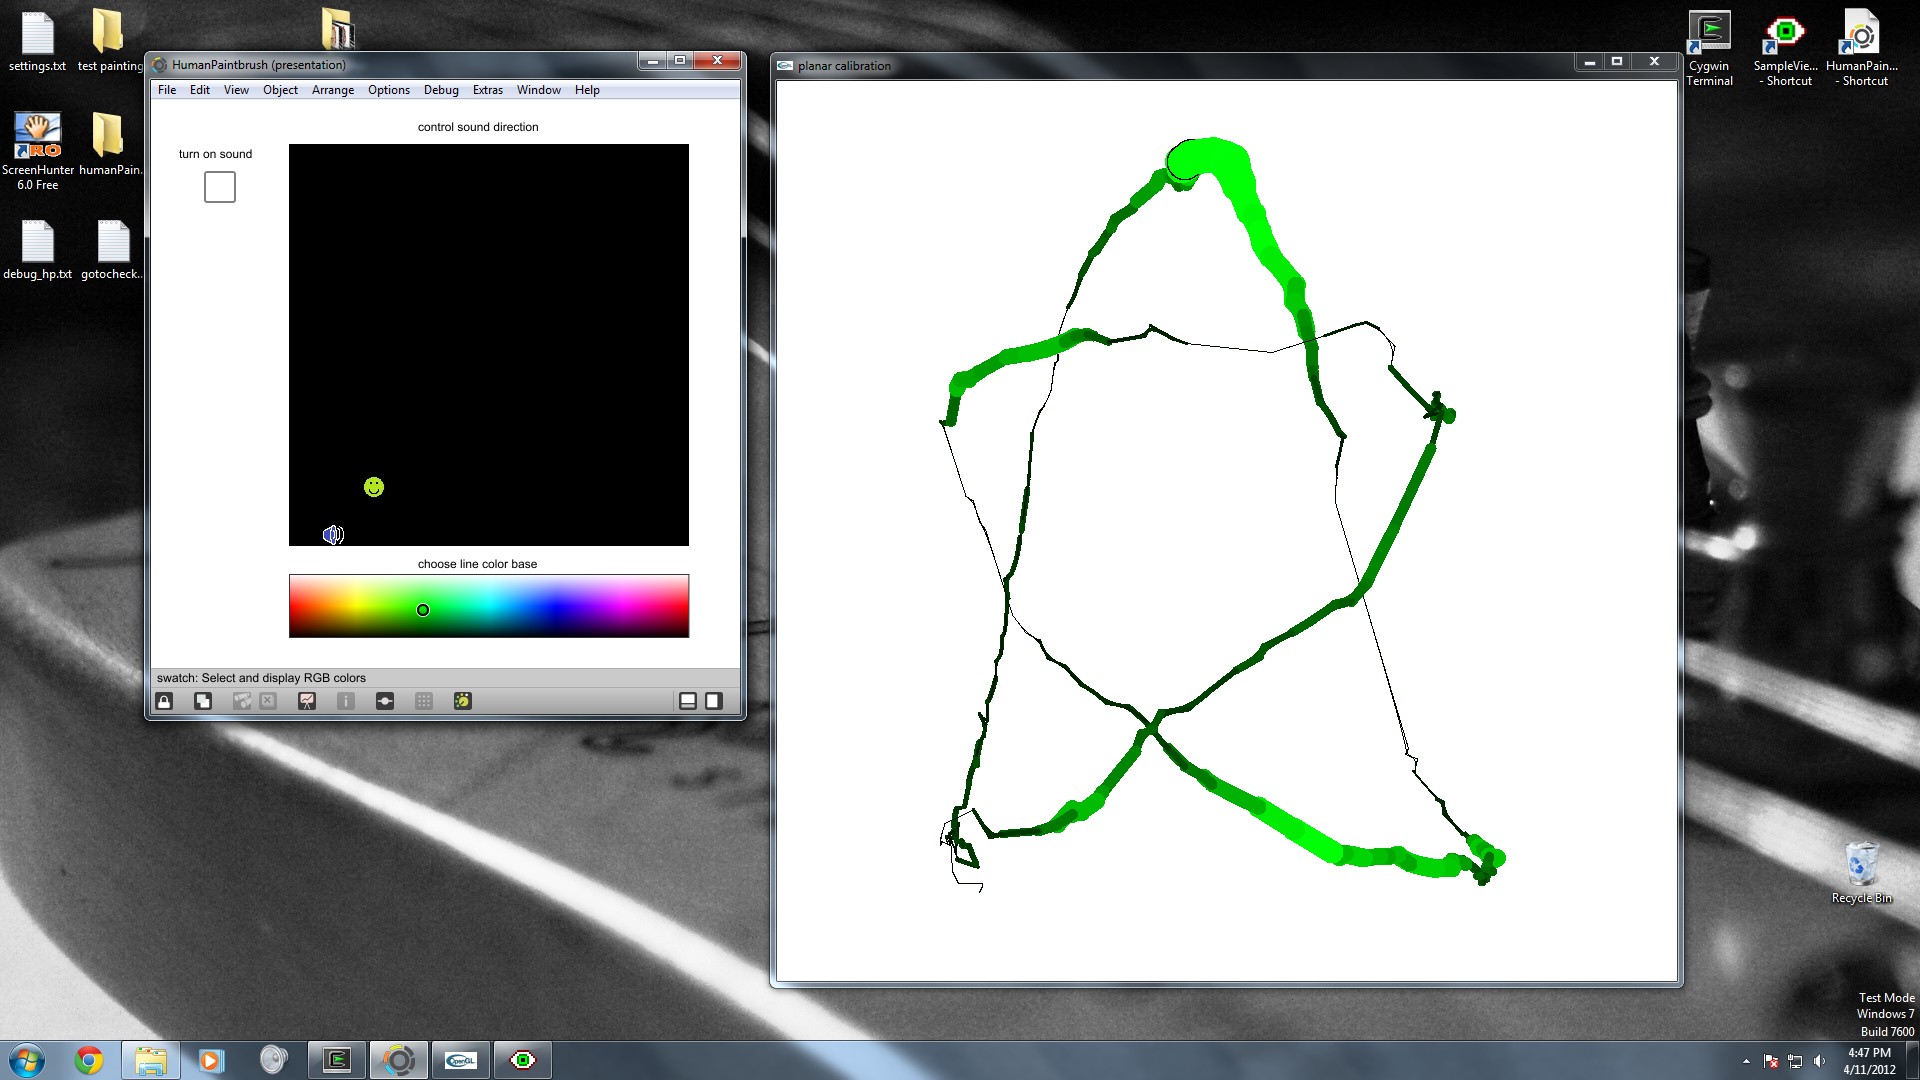 settings.txt
test painting
ScreenHunter
6.0 Free
humanPain...
debug_hp.txt
gotocheck...
HumanPaintbrush (presentation)
File Edit View Object Arrange Options Debug Extras Window Help
control sound direction
turn on sound
choose line color base
swatch: Select and display RGB colors
planar calibration
Cygwin
Terminal
SampleVie...
- Shortcut
HumanPain...
- Shortcut
Recycle Bin
Test Mode
Windows 7
Build 7600
OpenGL
4:47 PM
4/11/2012